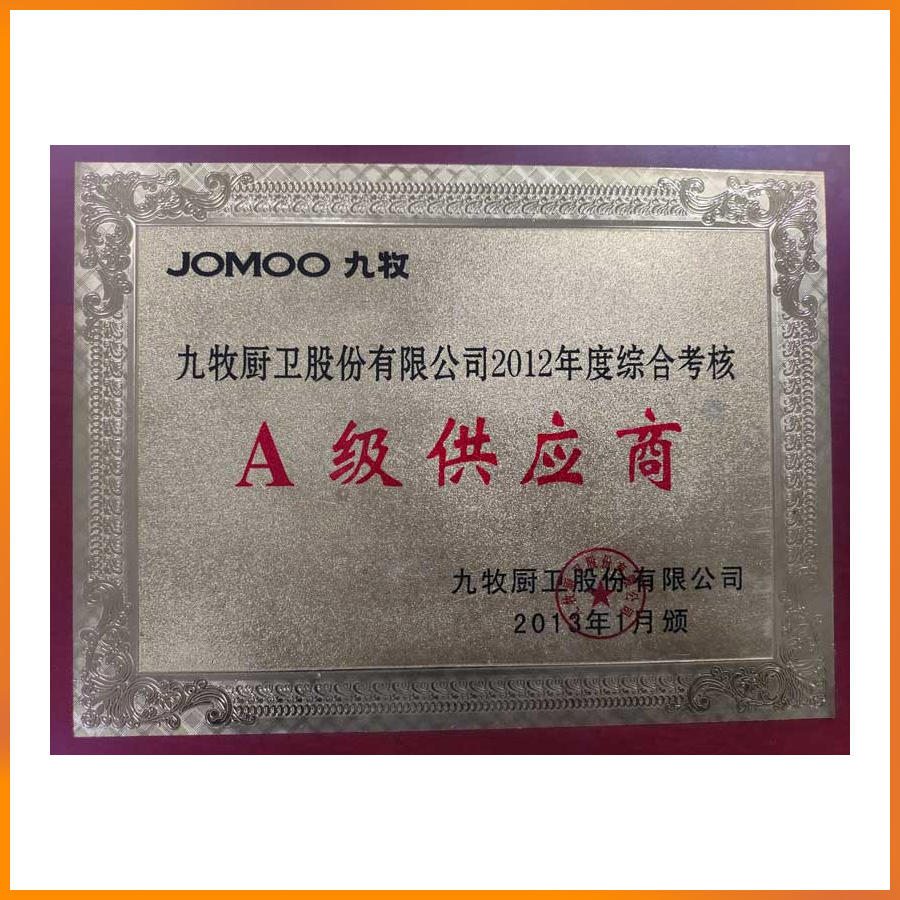 JOMOO 九牧
九牧厨卫股份有限公司2012年度综合考核
A级供应商
九牧厨卫股份有限公司
2013年1月颁